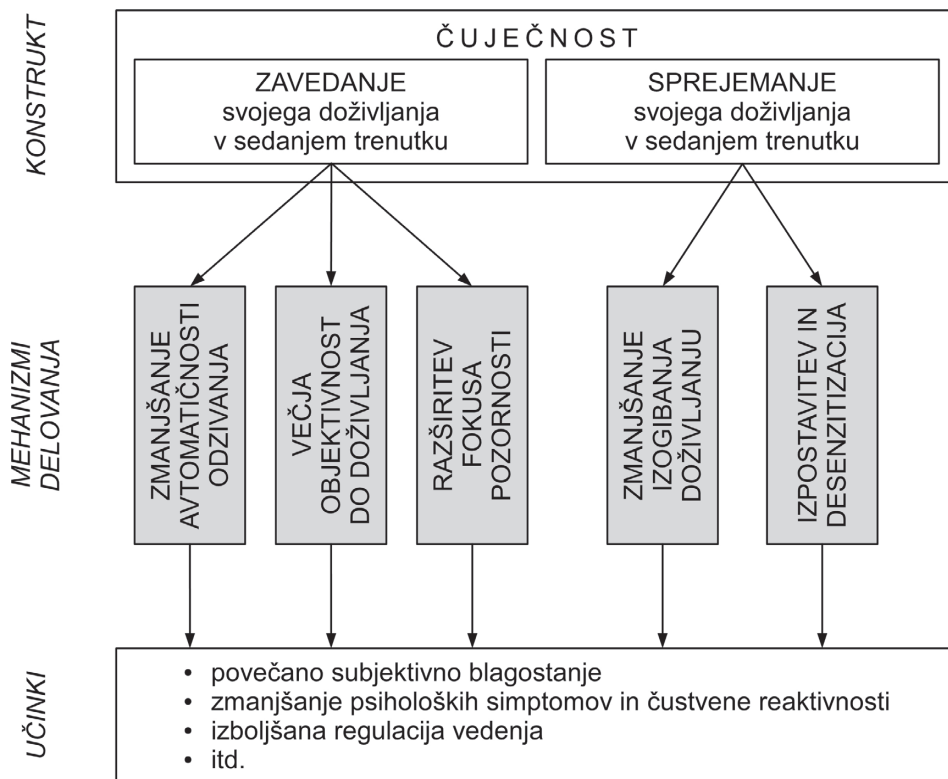 KONSTRUKT
ČUJEČNOST
ZAVEDANJE
svojega doživljanja
v sedanjem trenutku
SPREJEMANJE
svojega doživljanja
v sedanjem trenutku
MEHANIZMI
DELOVANJA
ZMANJŠANJE
AVTOMATIČNOSTI
ODZIVANJA
VEČJA
OBJEKTIVNOST
DO DOŽIVLJANJA
RAZŠIRITEV
FOKUSA
POZORNOSTI
ZMANJŠANJE
IZOGIBANJA
DOŽIVLJANJU
IZPOSTAVITEV IN
DESENZITIZACIJA
UČINKI
• povečano subjektivno blagostanje
• zmanjšanje psiholoških simptomov in čustvene reaktivnosti
• izboljšana regulacija vedenja
• itd.